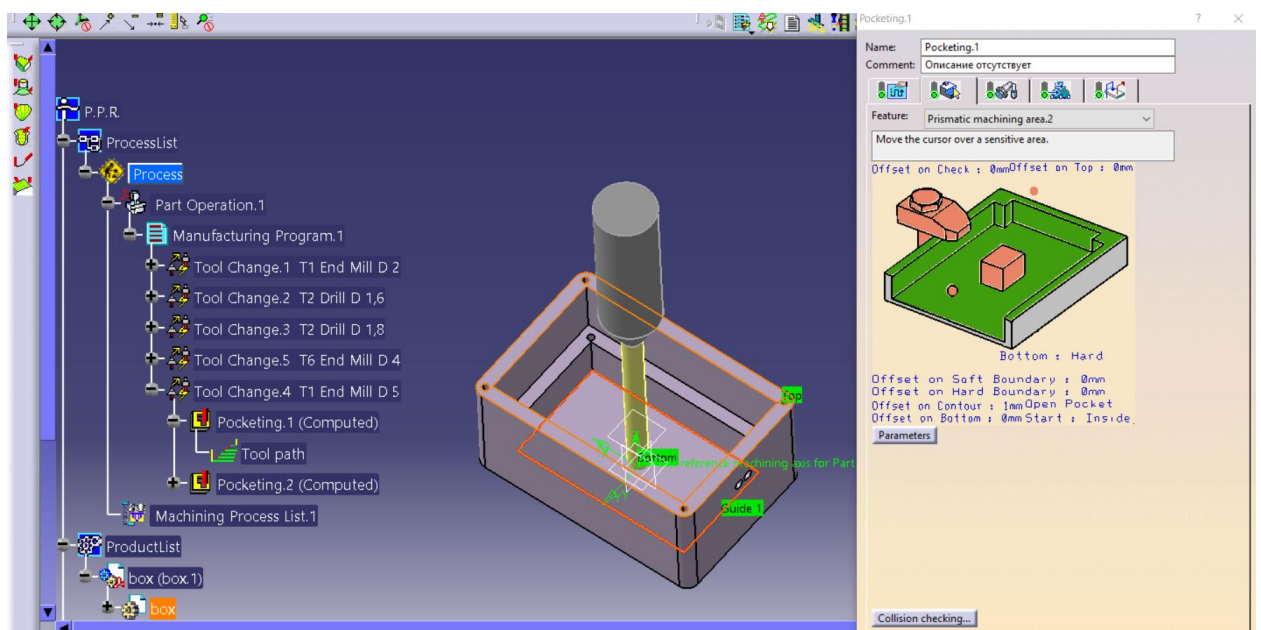 Pocketing.1
Name: Pocketing.1
Comment: Описание отсутствует
Feature: Prismatic machining area.2
Move the cursor over a sensitive area.
Offset on Check : 0mm Offset on Top : 0mm
Bottom : Hard
Offset on Soft Boundary : 0mm
Offset on Hard Boundary : 0mm
Offset on Contour : 1mm Open Pocket
Offset on Bottom : 0mm Start : Inside
Parameters
Collision checking...
P.P.R.
ProcessList
Process
Part Operation.1
Manufacturing Program.1
Tool Change.1 T1 End Mill D 2
Tool Change.2 T2 Drill D 1,6
Tool Change.3 T2 Drill D 1,8
Tool Change.5 T6 End Mill D 4
Tool Change.4 T1 End Mill D 5
Pocketing.1 (Computed)
Tool path
Pocketing.2 (Computed)
Machining Process List.1
ProductList
box (box.1)
box
Top
Bottom
reference machining axis for Part
Guide 1